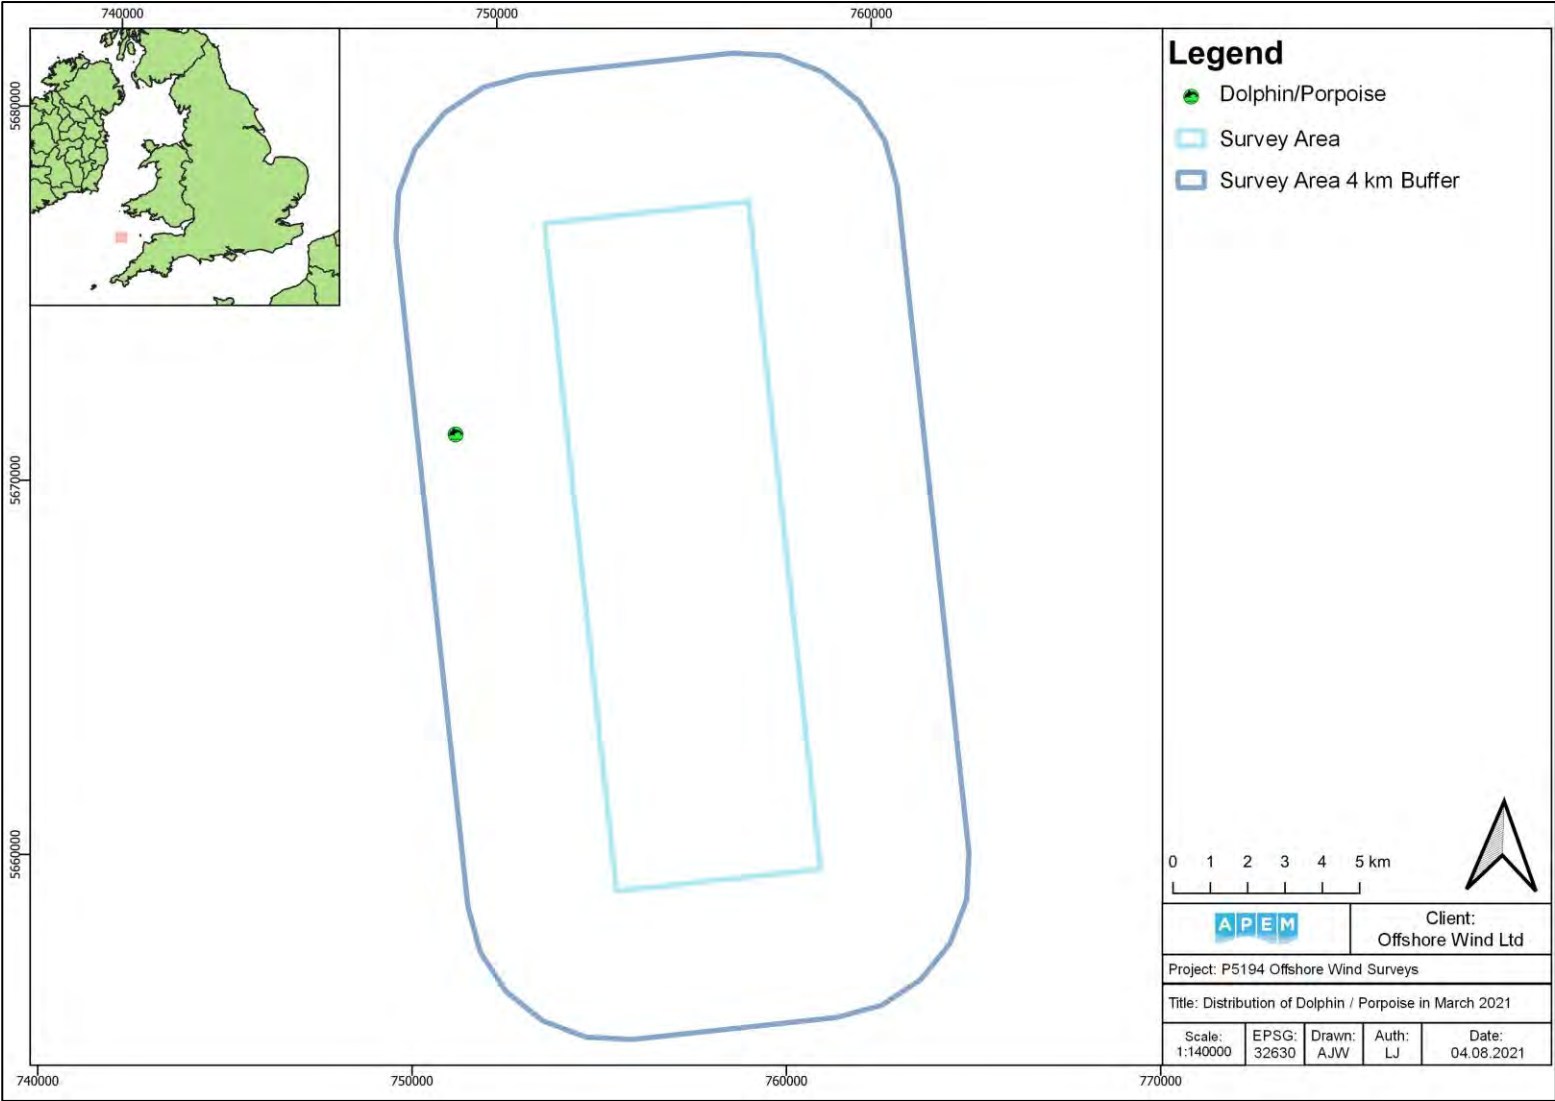 740000
750000
760000
5680000
5670000
5660000
Legend
Dolphin/Porpoise
Survey Area
Survey Area 4 km Buffer
0 1 2 3 4 5 km
APEM
Client:
Offshore Wind Ltd
Project: P5194 Offshore Wind Surveys
Title: Distribution of Dolphin / Porpoise in March 2021
Scale:
1:140000
EPSG:
32630
Drawn:
AJW
Auth:
LJ
Date:
04.08.2021
740000
750000
760000
770000